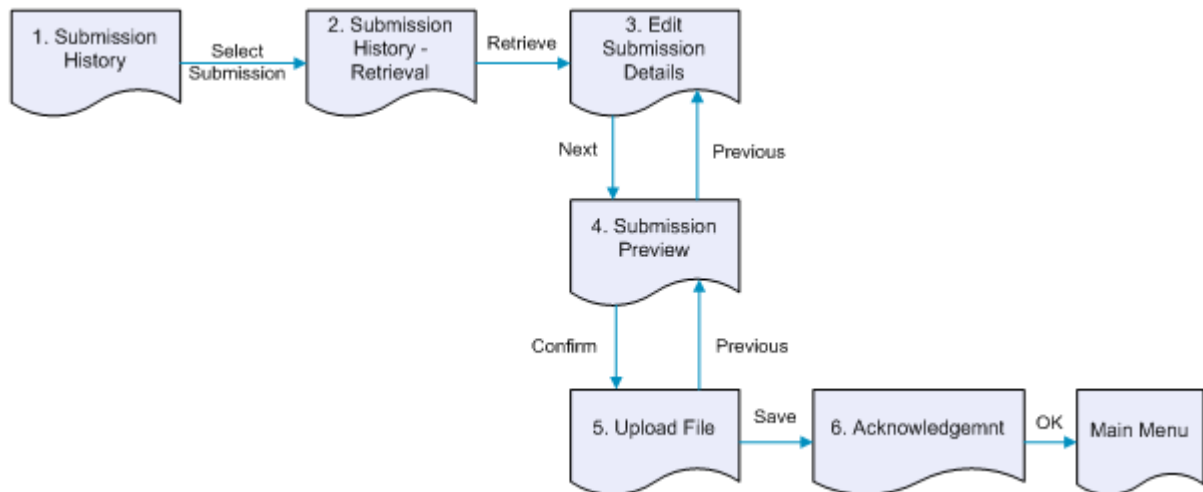 1. Submission
History
Select
Submission
2. Submission
History -
Retrieval
Retrieve
3. Edit
Submission
Details
Next
Previous
4. Submission
Preview
Confirm
Previous
5. Upload File
Save
6. Acknowledgemnt
OK
Main Menu